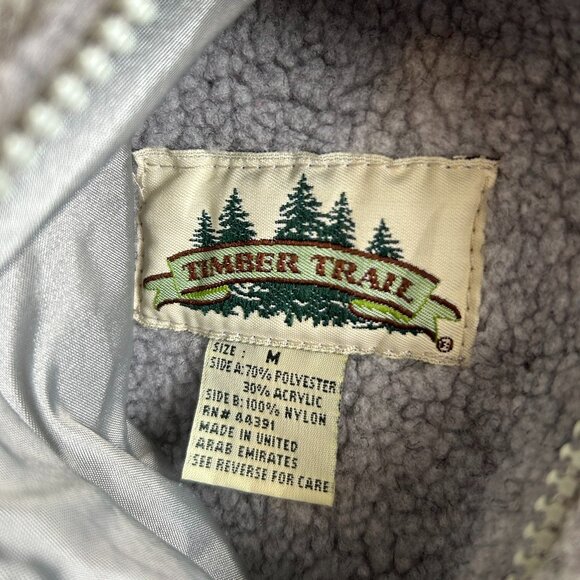 TIMBER TRAIL
®
SIZE : M
SIDE A: 70% POLYESTER
30% ACRYLIC
SIDE B: 100% NYLON
RN# 44391
MADE IN UNITED
ARAB EMIRATES
SEE REVERSE FOR CARE